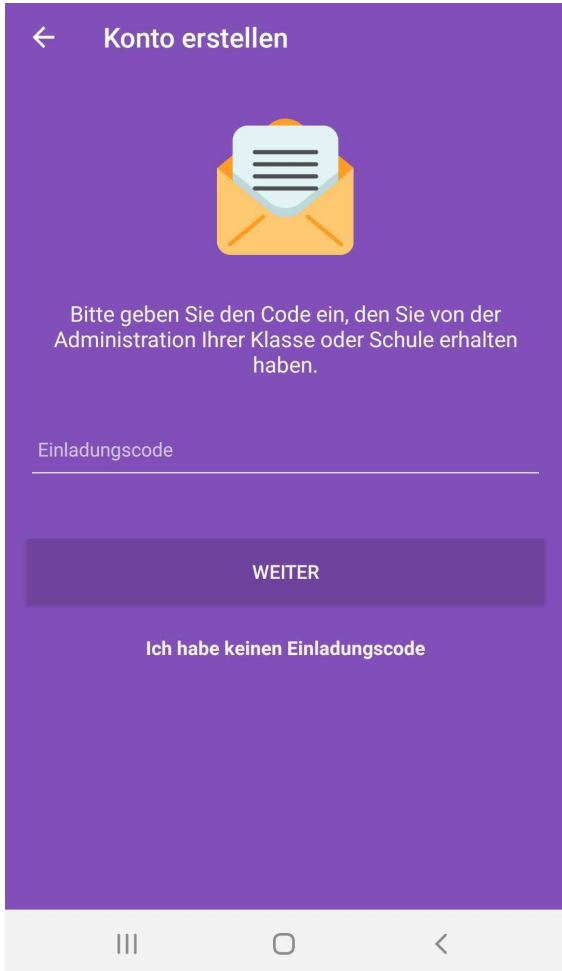 Konto erstellen
Bitte geben Sie den Code ein, den Sie von der
Administration Ihrer Klasse oder Schule erhalten
haben.
Einladungscode
WEITER
Ich habe keinen Einladungscode